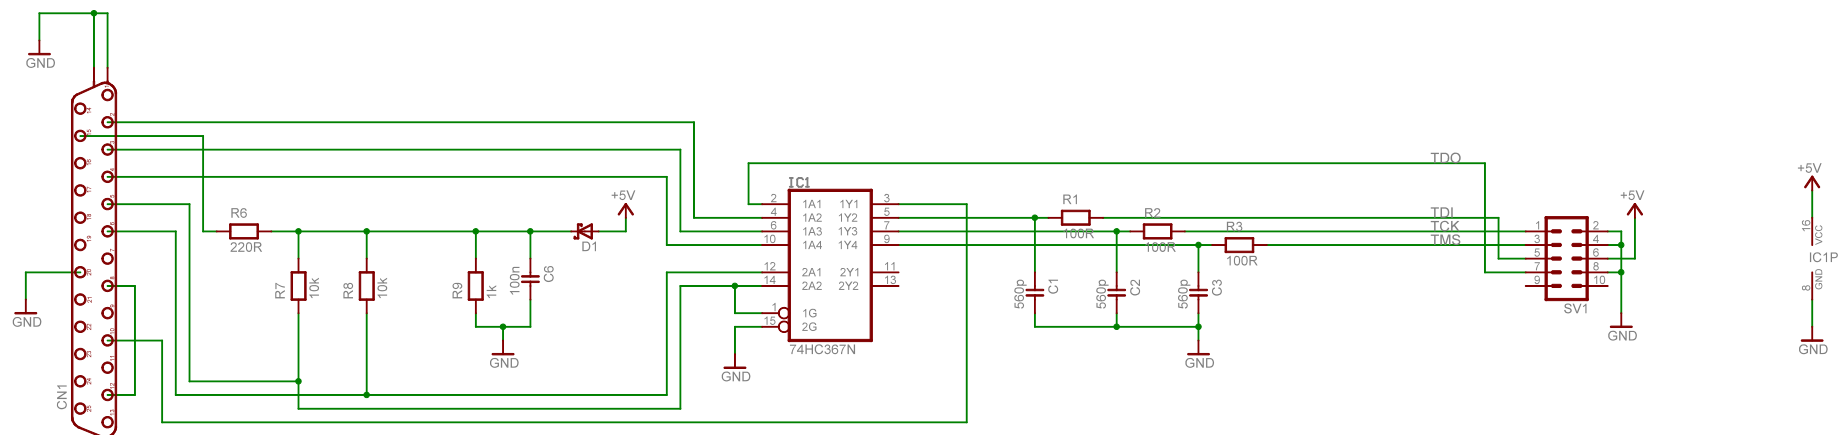 GND
CN1
GND
R6
220R
R7
10k
R8
10k
R9
1k
100n
C6
GND
D1
+5V
IC1
2 1A1 1Y1 3
4 1A2 1Y2 5
6 1A3 1Y3 7
10 1A4 1Y4 9
12 2A1 2Y1 11
14 2A2 2Y2 13
1 1G
15 2G
74HC367N
GND
R1
100R
R2
100R
R3
100R
560p
C1
560p
C2
560p
C3
GND
TDO
TDI
TCK
TMS
+5V
1 2
3 4
5 6
7 8
9 10
SV1
GND
+5V
16
VCC
IC1P
8
GND
GND